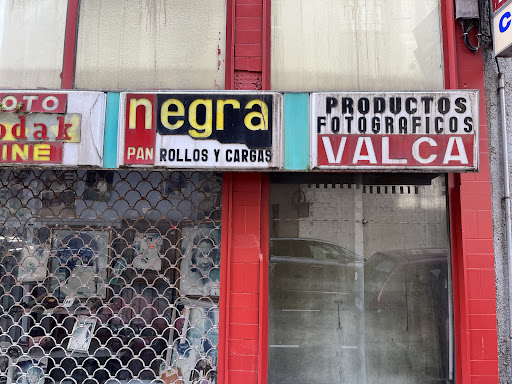 OTO
odak
INE
negra
PAN ROLLOS Y CARGAS
PRODUCTOS
FOTOGRAFICOS
VALCA